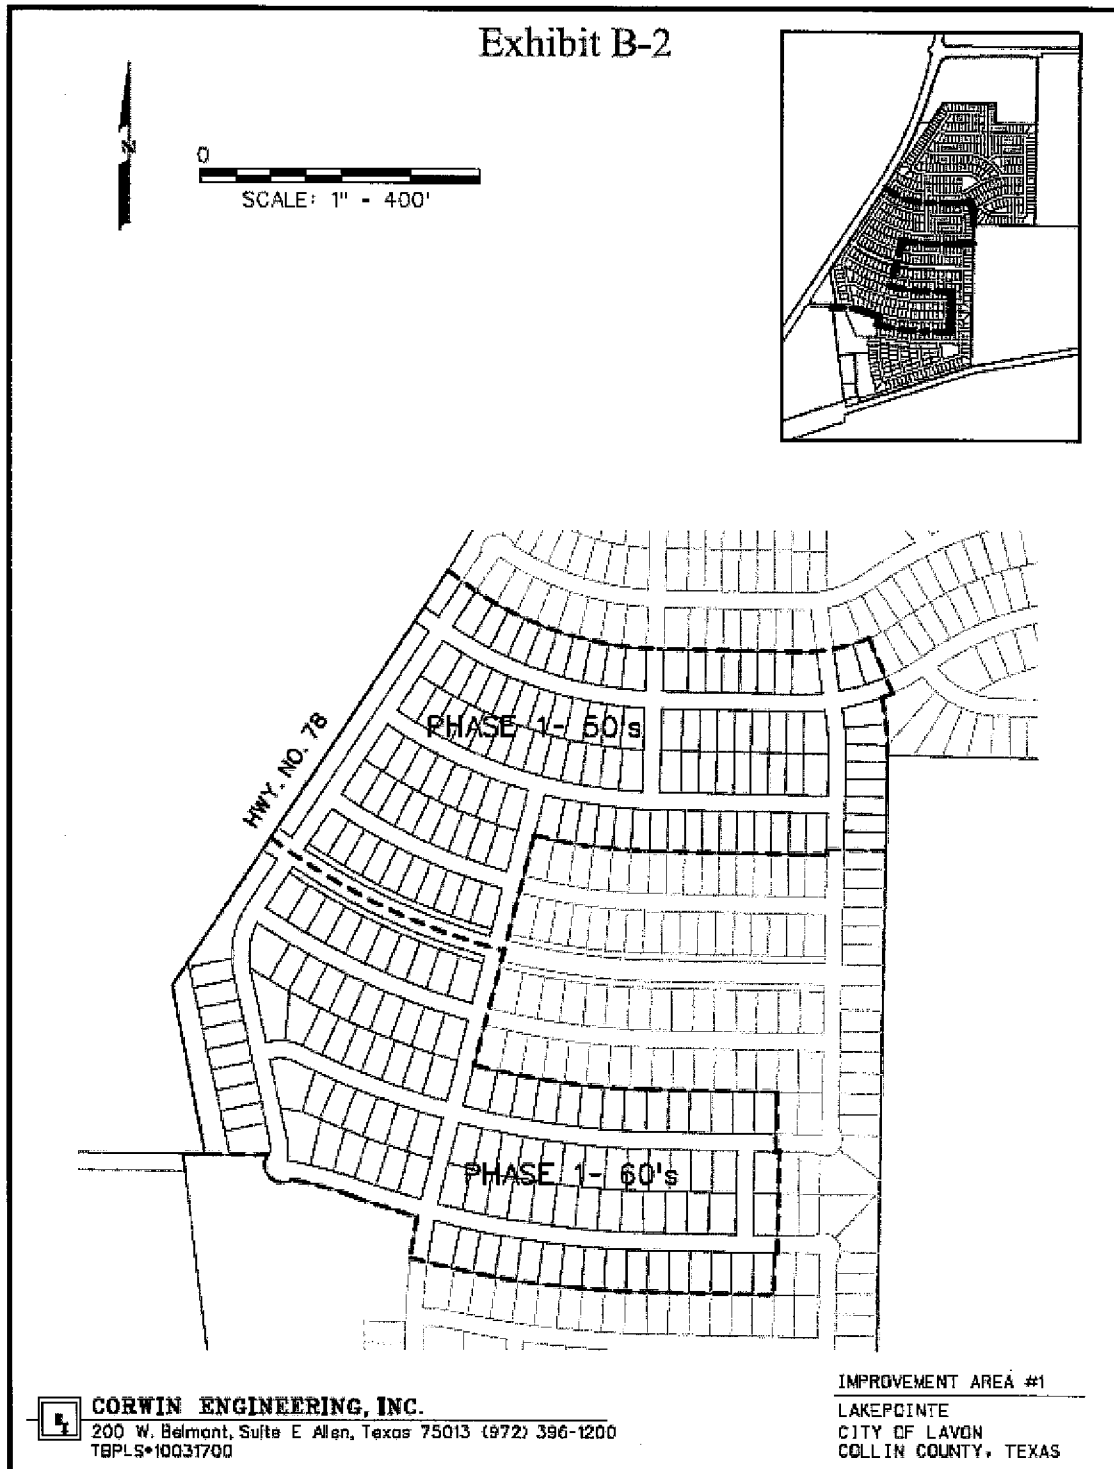 Exhibit B-2
N
0
SCALE: 1" - 400'
HWY. NO. 78
PHASE 1- 50's
PHASE 1- 60's
CORWIN ENGINEERING, INC.
200 W. Belmont, Suite E Allen, Texas 75013 (972) 396-1200
TBPLS#10031700
IMPROVEMENT AREA #1
LAKEPOINTE
CITY OF LAVON
COLLIN COUNTY, TEXAS